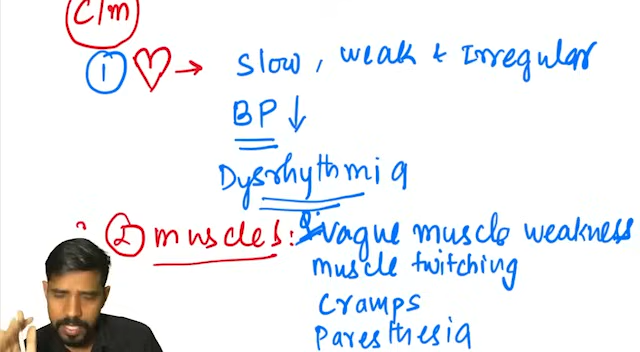 C/m
① ♡ → Slow, weak & Irregular
BP ↓
Dysrhythmia
② muscles: vague muscle weakness
muscle twitching
Cramps
Paresthesia